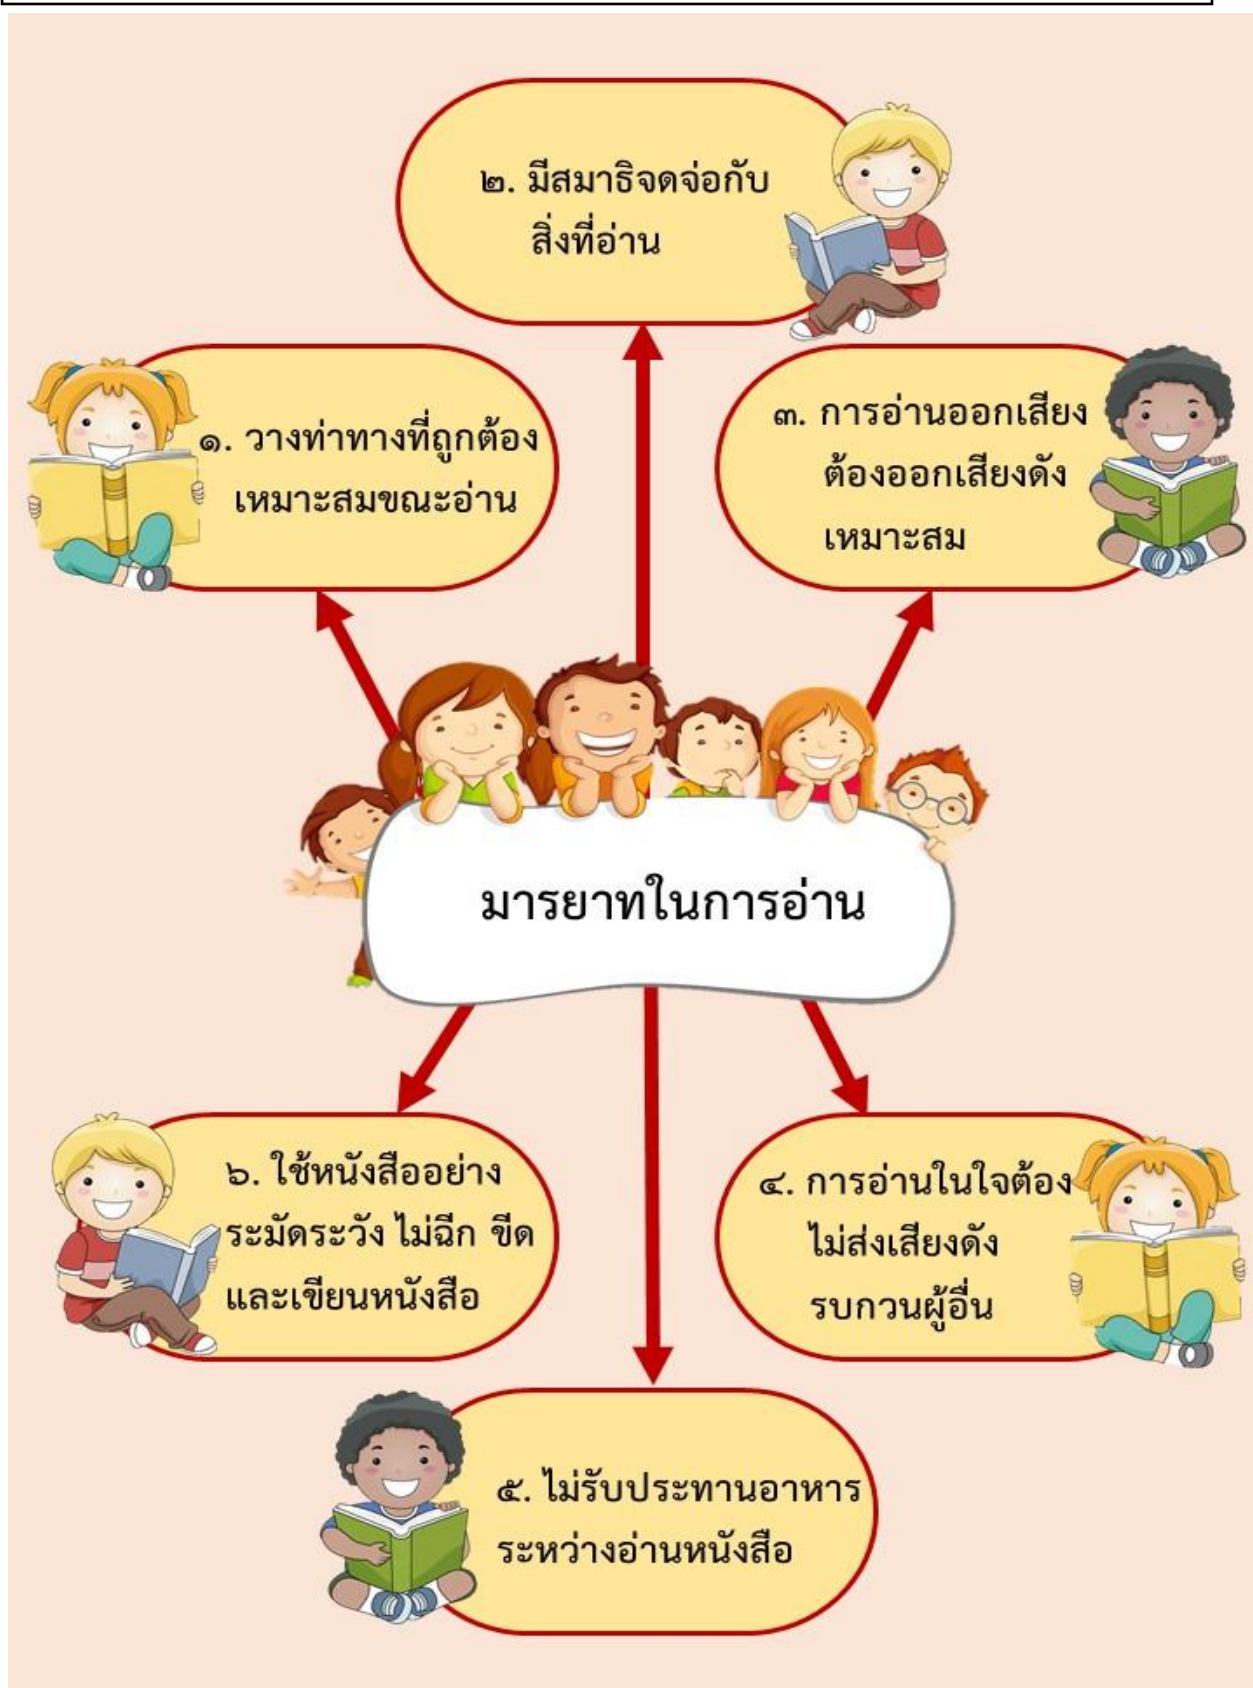 ๒. มีสมาธิจดจ่อกับ
สิ่งที่อ่าน
๑. วางท่าทางที่ถูกต้อง
เหมาะสมขณะอ่าน
๓. การอ่านออกเสียง
ต้องออกเสียงดัง
เหมาะสม
มารยาทในการอ่าน
๖. ใช้หนังสืออย่าง
ระมัดระวัง ไม่ฉีก ขีด
และเขียนหนังสือ
๔. การอ่านในใจต้อง
ไม่ส่งเสียงดัง
รบกวนผู้อื่น
๕. ไม่รับประทานอาหาร
ระหว่างอ่านหนังสือ